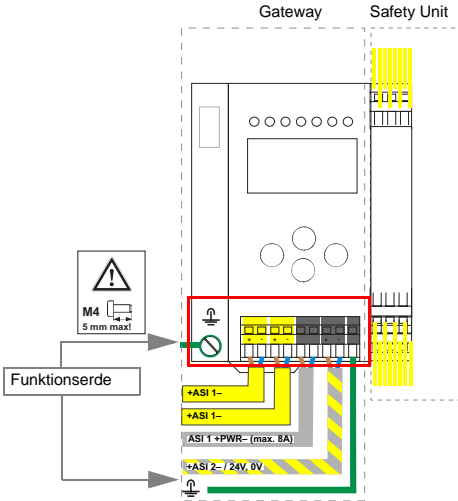 Gateway
Safety Unit
M4
5 mm max!
+ - + -
+ -
Funktionserde
+ASI 1–
+ASI 1–
ASI 1 +PWR– (max. 8A)
+ASI 2– / 24V, 0V